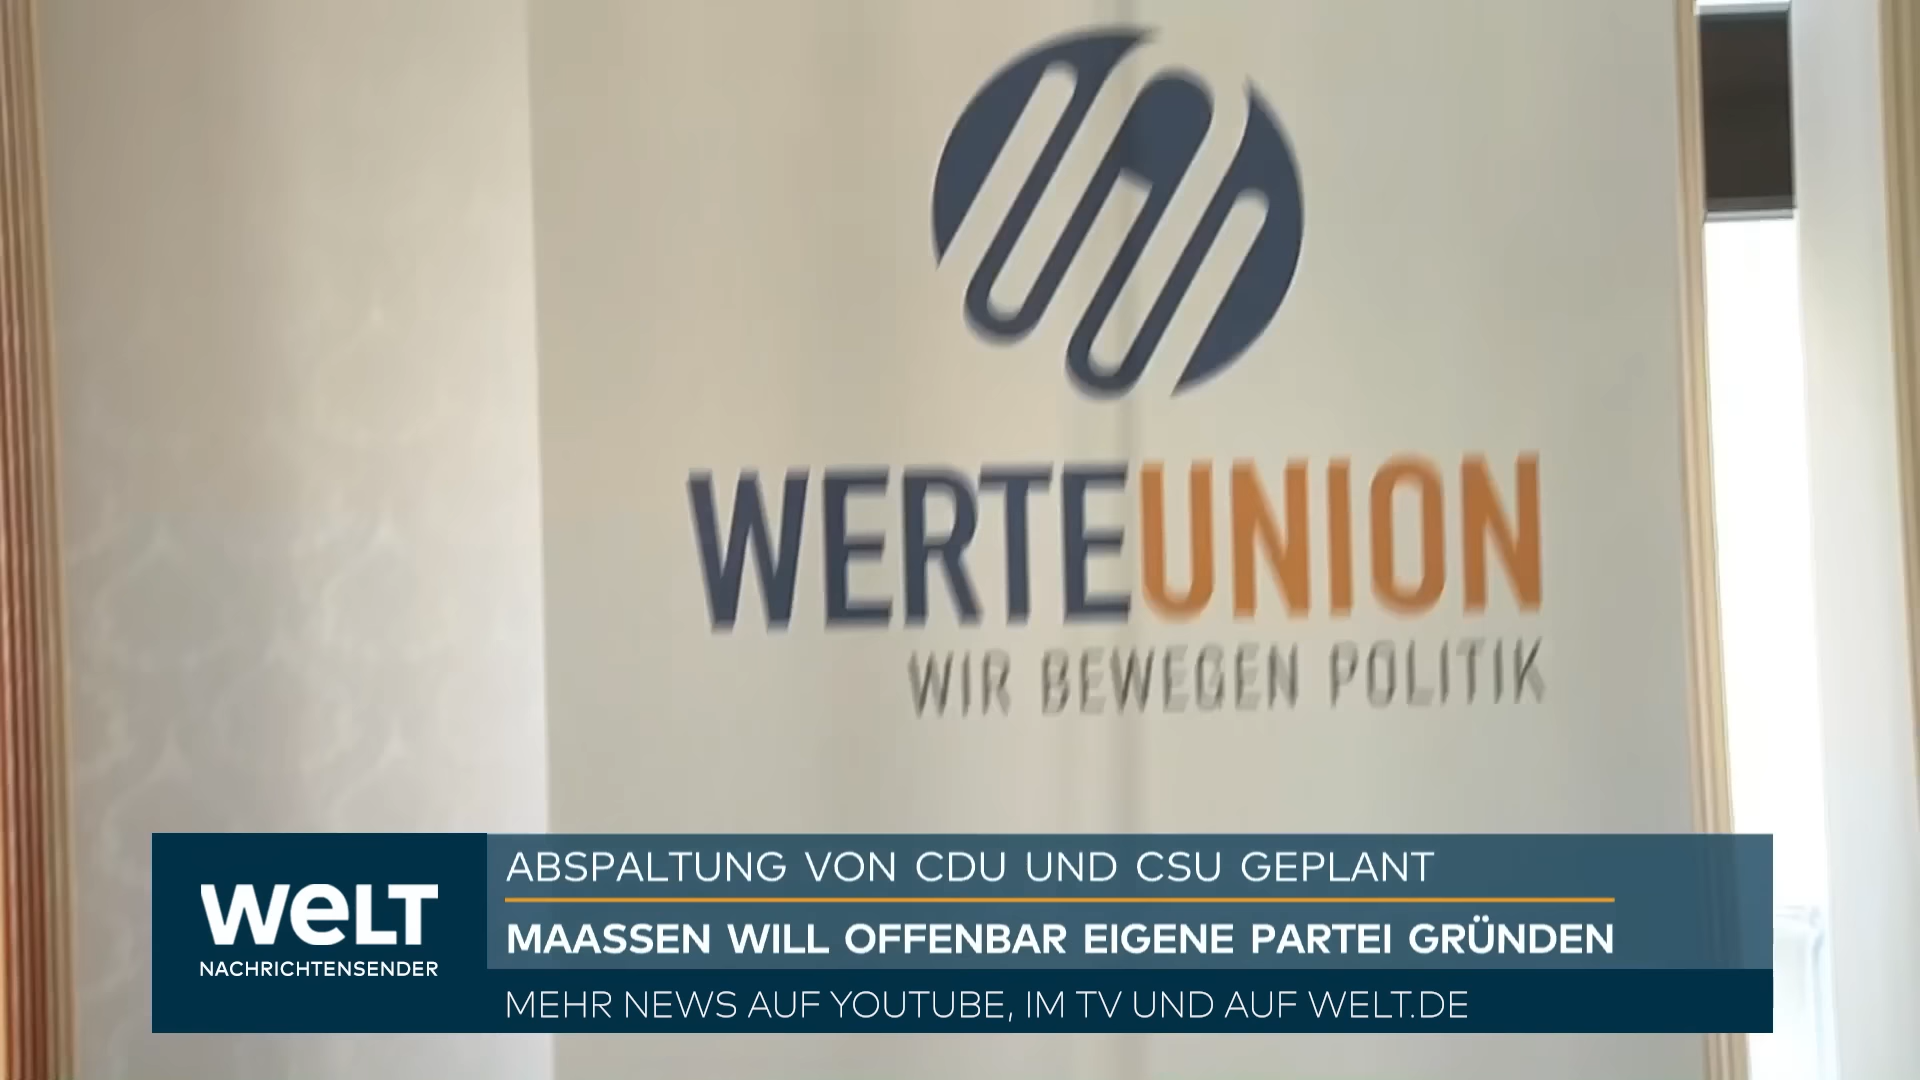 WERTEUNION
WIR BEWEGEN POLITIK
WELT
NACHRICHTENSENDER
ABSPALTUNG VON CDU UND CSU GEPLANT
MAASSEN WILL OFFENBAR EIGENE PARTEI GRÜNDEN
MEHR NEWS AUF YOUTUBE, IM TV UND AUF WELT.DE